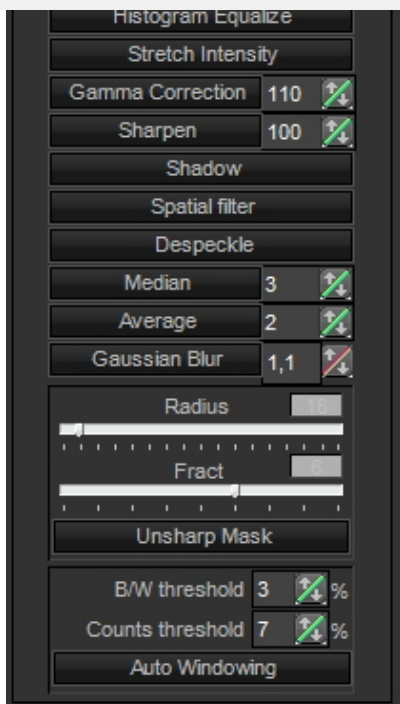 Histogram Equalize
Stretch Intensity
Gamma Correction 110
Sharpen 100
Shadow
Spatial filter
Despeckle
Median 3
Average 2
Gaussian Blur 1,1
Radius 16
Fract 6
Unsharp Mask
B/W threshold 3 %
Counts threshold 7 %
Auto Windowing